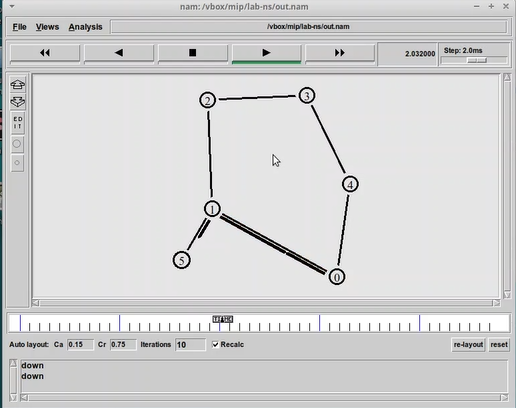 nam: /vbox/mip/lab-ns/out.nam
File Views Analysis /vbox/mip/lab-ns/out.nam
2.032000 Step: 2.0ms
E D
I T
2 3
4
1
5
0
TIME
Auto layout: Ca 0.15 Cr 0.75 Iterations 10 Recalc re-layout reset
down
down